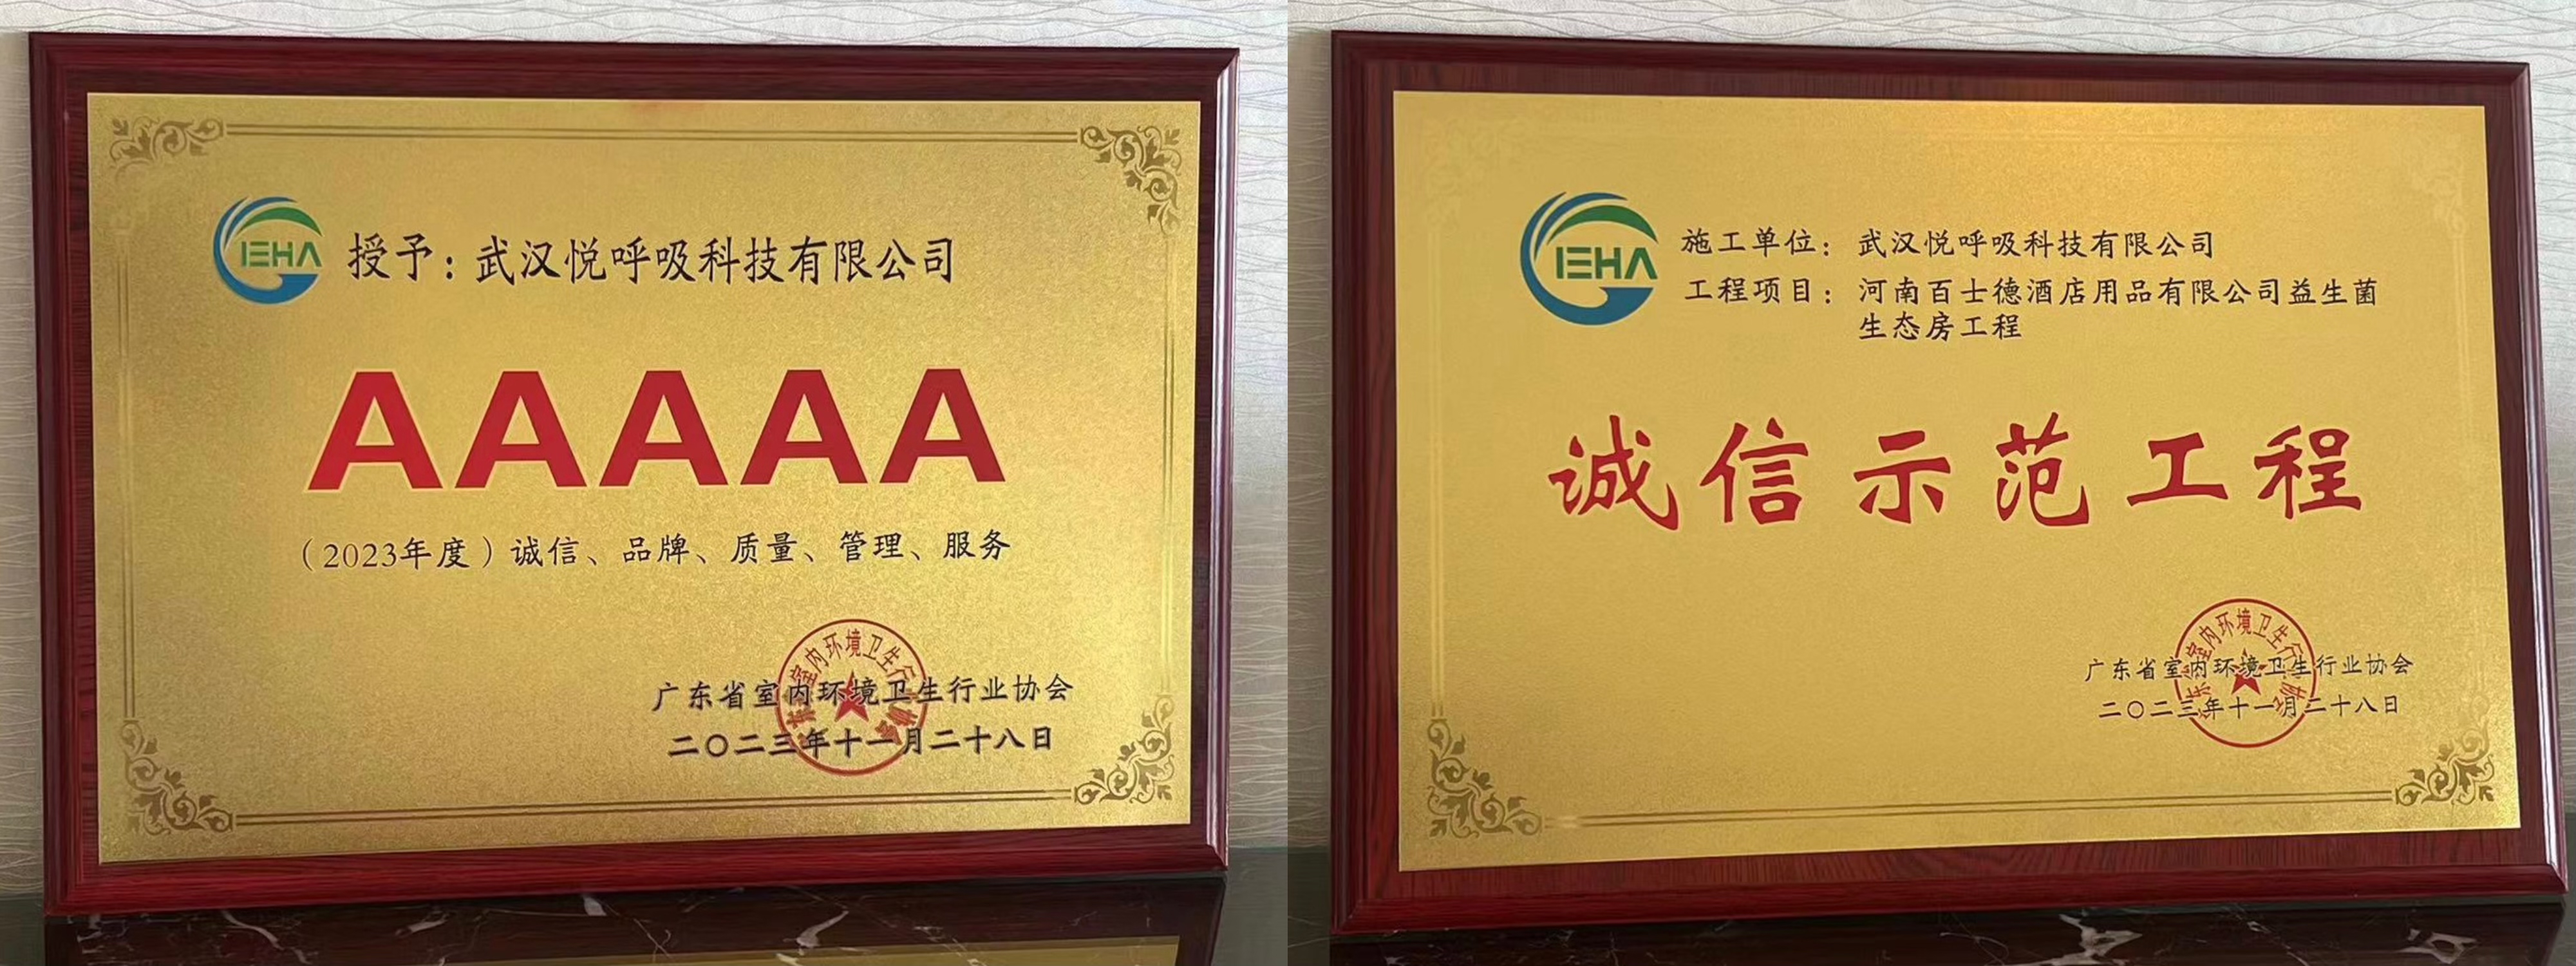 IEHA
授予：武汉悦呼吸科技有限公司
AAAAA
（2023年度）诚信、品牌、质量、管理、服务
广东省室内环境卫生行业协会
二〇二三年十一月二十八日
IEHA
施工单位：武汉悦呼吸科技有限公司
工程项目：河南百士德酒店用品有限公司益生菌
生态房工程
诚信示范工程
广东省室内环境卫生行业协会
二〇二三年十一月二十八日